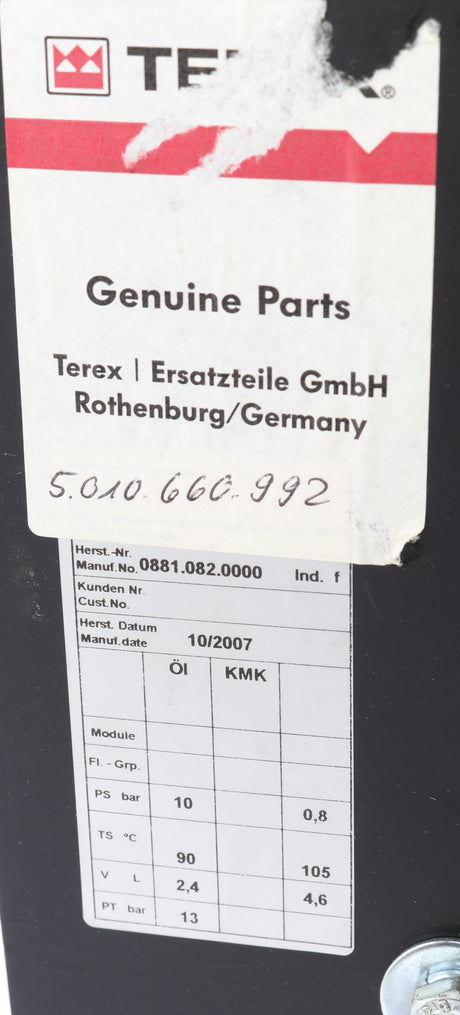 Genuine Parts
Terex | Ersatzteile GmbH
Rothenburg/Germany
5.010.660.992
Herst.-Nr.
Manuf.No. 0881.082.0000 Ind. f
Kunden Nr.
Cust.No.
Herst. Datum
Manuf.date 10/2007
Öl KMK
Module
Fl. - Grp.
PS bar 10 0,8
TS °C 90 105
V L 2,4 4,6
PT bar 13